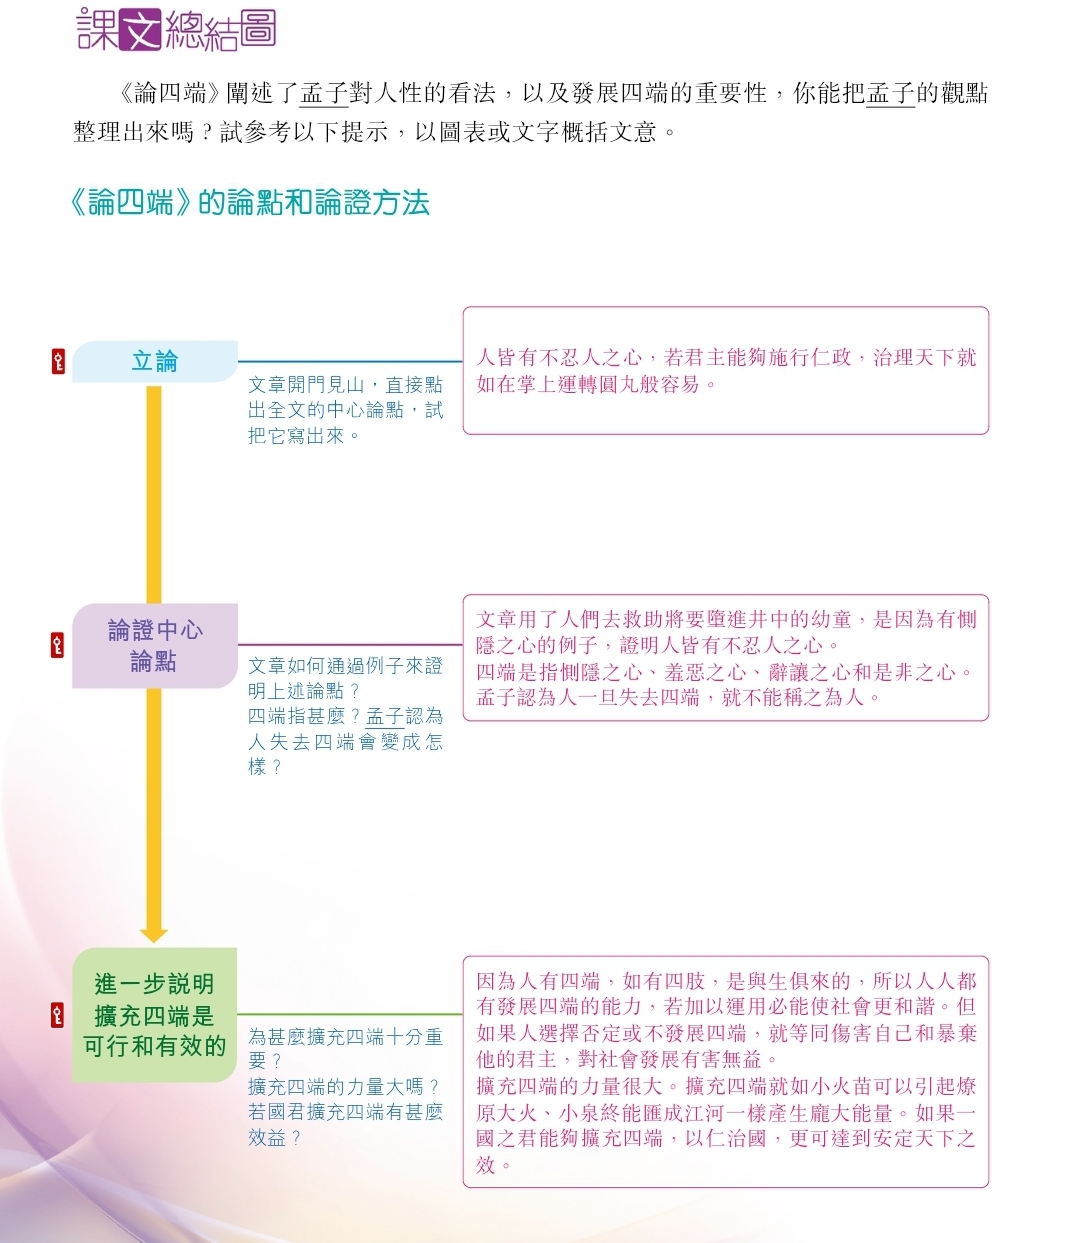 課文總結圖
《論四端》闡述了孟子對人性的看法，以及發展四端的重要性，你能把孟子的觀點
整理出來嗎？試參考以下提示，以圖表或文字概括文意。
《論四端》的論點和論證方法
立論
文章開門見山，直接點
出全文的中心論點，試
把它寫出來。
人皆有不忍人之心，若君主能夠施行仁政，治理天下就
如在掌上運轉圓丸般容易。
論證中心
論點
文章如何通過例子來證
明上述論點？
四端指甚麼？孟子認為
人失去四端會變成怎
樣？
文章用了人們去救助將要墮進井中的幼童，是因為有惻
隱之心的例子，證明人皆有不忍人之心。
四端是指惻隱之心、羞惡之心、辭讓之心和是非之心。
孟子認為人一旦失去四端，就不能稱之為人。
進一步説明
擴充四端是
可行和有效的
為甚麼擴充四端十分重
要？
擴充四端的力量大嗎？
若國君擴充四端有甚麼
效益？
因為人有四端，如有四肢，是與生俱來的，所以人人都
有發展四端的能力，若加以運用必能使社會更和諧。但
如果人選擇否定或不發展四端，就等同傷害自己和暴棄
他的君主，對社會發展有害無益。
擴充四端的力量很大。擴充四端就如小火苗可以引起燎
原大火、小泉終能匯成江河一樣產生龐大能量。如果一
國之君能夠擴充四端，以仁治國，更可達到安定天下之
效。